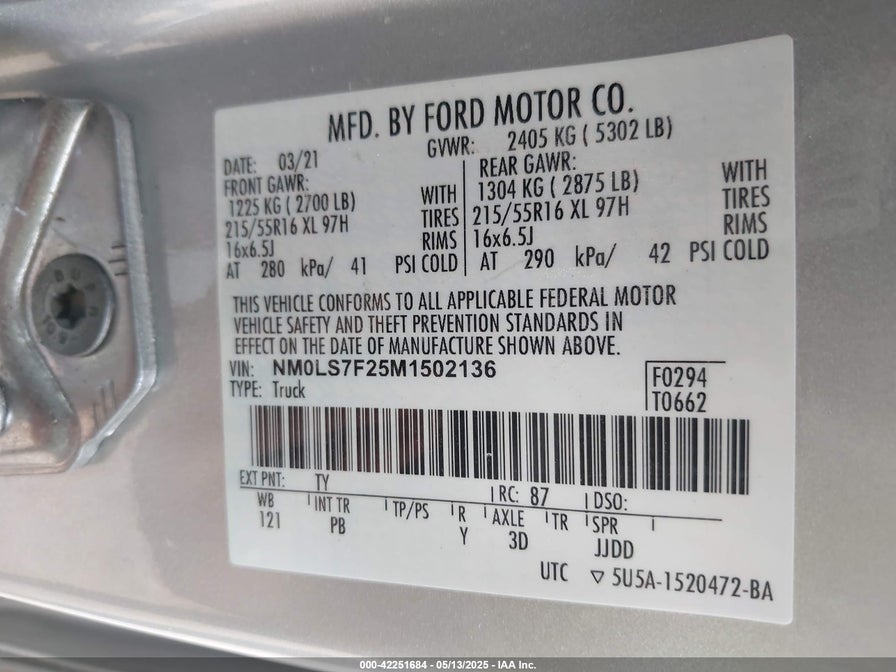 MFD. BY FORD MOTOR CO.
DATE: 03/21 GVWR: 2405 KG ( 5302 LB)
FRONT GAWR: REAR GAWR:
1225 KG ( 2700 LB) WITH 1304 KG ( 2875 LB) WITH
215/55R16 XL 97H TIRES 215/55R16 XL 97H TIRES
16x6.5J RIMS 16x6.5J RIMS
AT 280 kPa/ 41 PSI COLD AT 290 kPa/ 42 PSI COLD
THIS VEHICLE CONFORMS TO ALL APPLICABLE FEDERAL MOTOR
VEHICLE SAFETY AND THEFT PREVENTION STANDARDS IN
EFFECT ON THE DATE OF MANUFACTURE SHOWN ABOVE.
VIN: NM0LS7F25M1502136 F0294
TYPE: Truck T0662
EXT PNT: TY RC: 87 DSO:
WB INT TR TP/PS R AXLE TR SPR
121 PB Y 3D JJDD
UTC ▽ 5U5A-1520472-BA
000-42251684 / 05/13/2025 - IAA Inc.